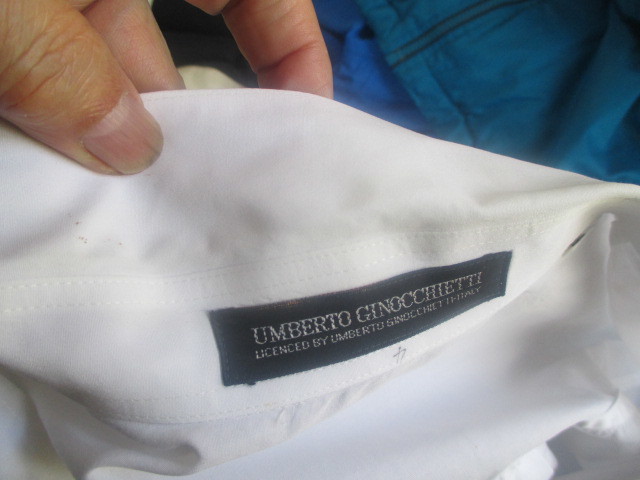 UMBERTO GINOCCHIETTI
LICENCED BY UMBERTO GINOCCHIETTI-ITALY